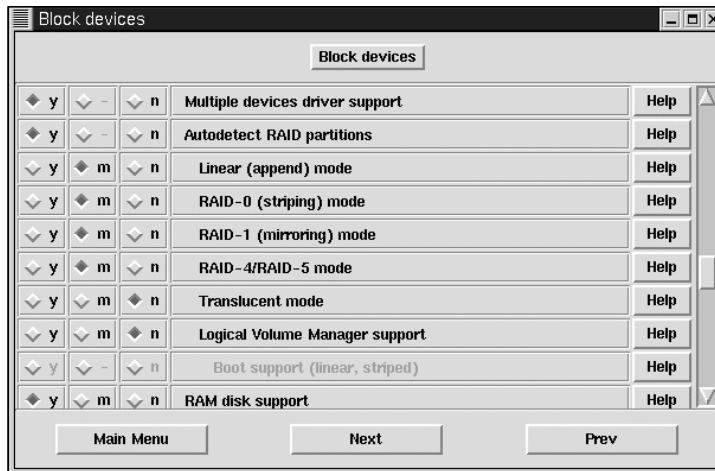 Block devices
Block devices
y - n Multiple devices driver support Help
y - n Autodetect RAID partitions Help
y m n Linear (append) mode Help
y m n RAID-0 (striping) mode Help
y m n RAID-1 (mirroring) mode Help
y m n RAID-4/RAID-5 mode Help
y m n Translucent mode Help
y m n Logical Volume Manager support Help
y - n Boot support (linear, striped) Help
y m n RAM disk support Help
Main Menu Next Prev